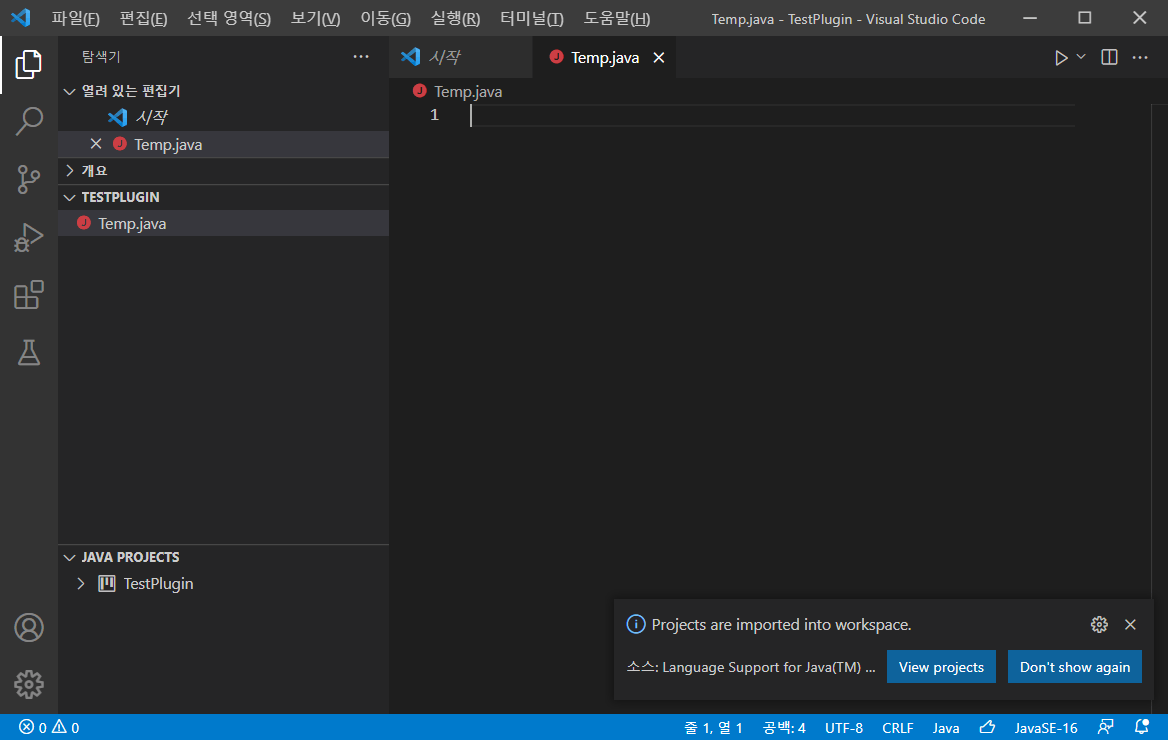 파일(F) 편집(E) 선택 영역(S) 보기(V) 이동(G) 실행(R) 터미널(T) 도움말(H) Temp.java - TestPlugin - Visual Studio Code
탐색기
시작
Temp.java
열려 있는 편집기
시작
Temp.java
개요
TESTPLUGIN
Temp.java
Temp.java
1
JAVA PROJECTS
TestPlugin
Projects are imported into workspace.
소스: Language Support for Java(TM) ...
View projects
Don't show again
0 0 줄 1, 열 1 공백: 4 UTF-8 CRLF Java JavaSE-16